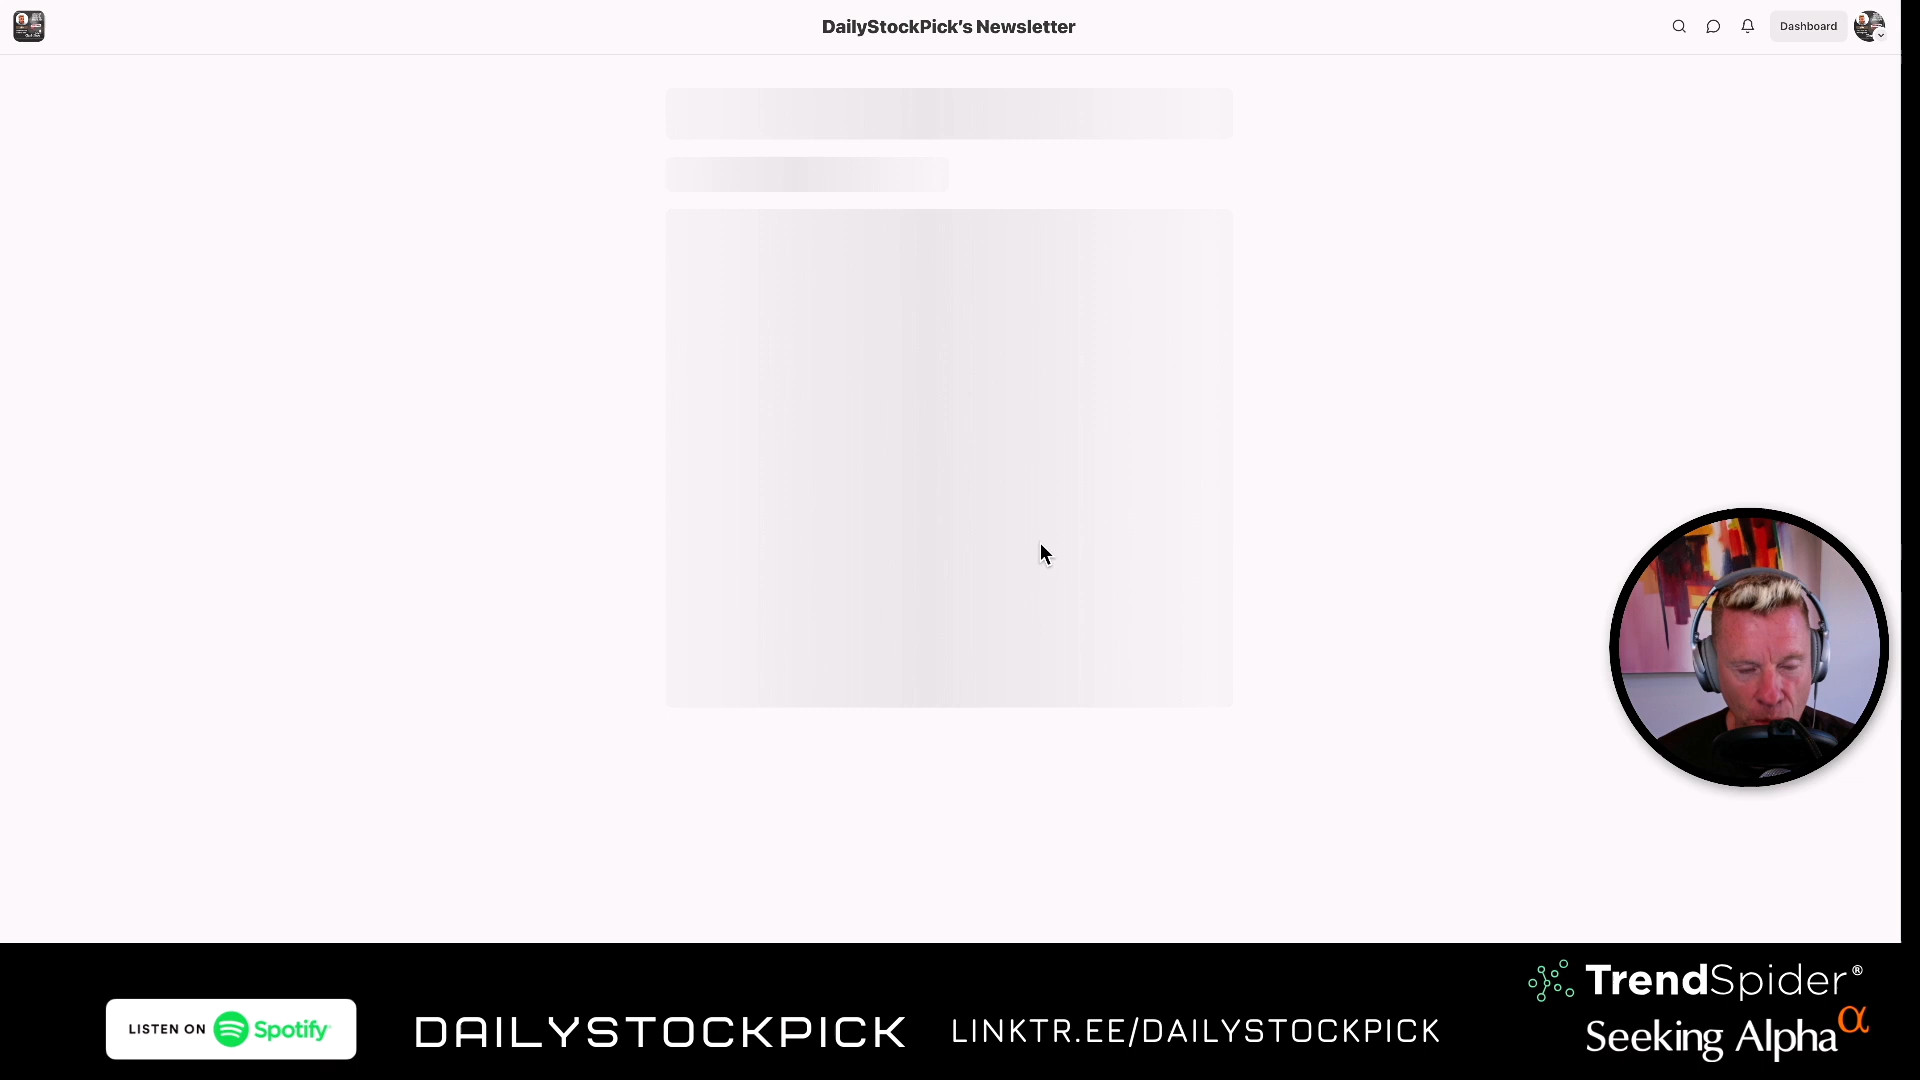 DailyStockPick's Newsletter
Dashboard
LISTEN ON Spotify
DAILYSTOCKPICK
LINKTR.EE/DAILYSTOCKPICK
TrendSpider®
Seeking Alpha α